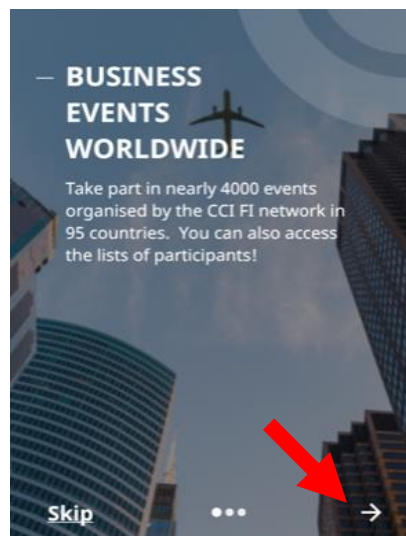 BUSINESS
EVENTS
WORLDWIDE
Take part in nearly 4000 events
organised by the CCI FI network in
95 countries. You can also access
the lists of participants!
Skip